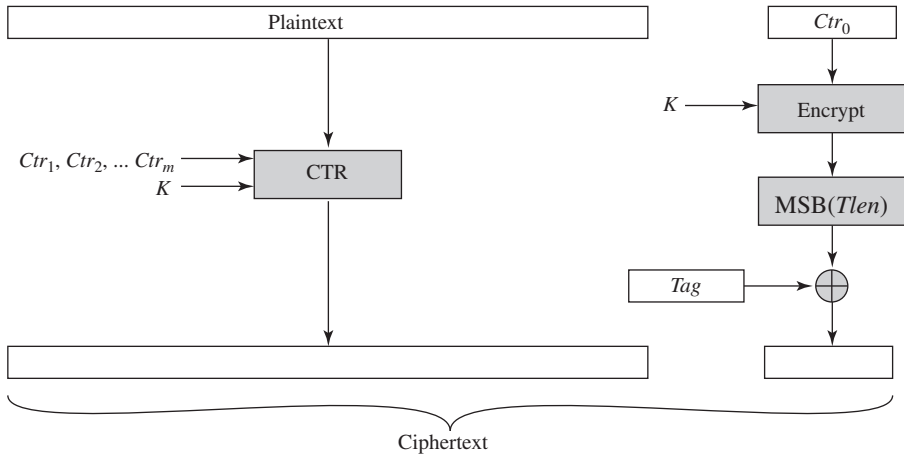 Plaintext
Ctr₀
K
Encrypt
Ctr₁, Ctr₂, ... Ctrₘ
K
CTR
MSB(Tlen)
Tag
Ciphertext